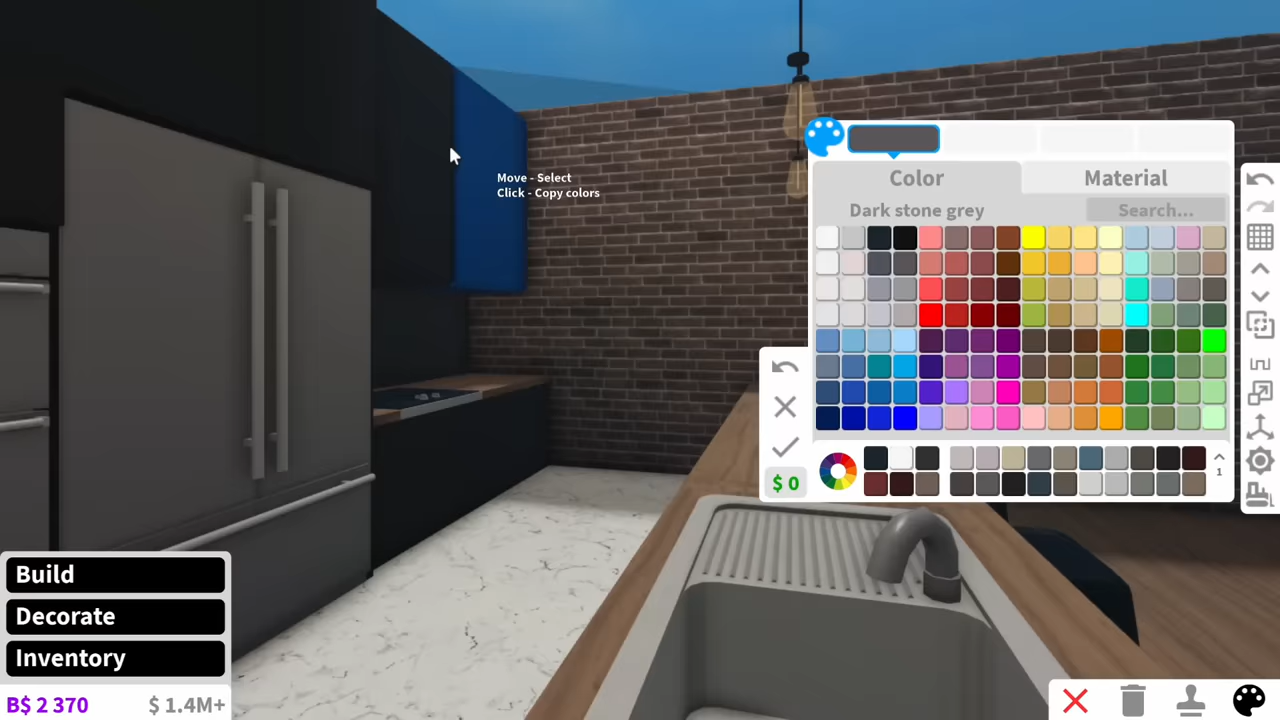 Move - Select
Click - Copy colors
Color
Material
Dark stone grey
Search...
1
$ 0
Build
Decorate
Inventory
B$ 2 370
$ 1.4M+